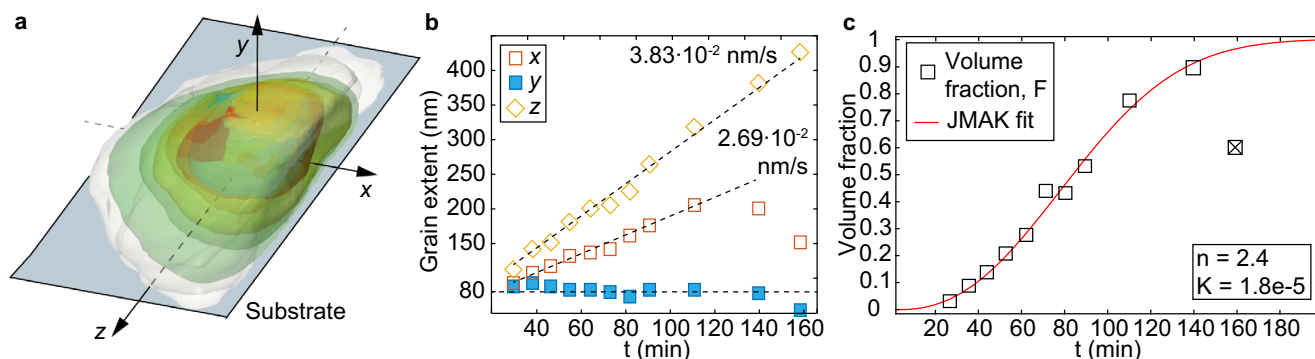 a
y
x
z
Substrate
b
x
y
z
3.83·10⁻² nm/s
2.69·10⁻²
nm/s
Grain extent (nm)
400
350
300
250
200
150
80
40
60
80
100
120
140
160
t (min)
c
Volume
fraction, F
JMAK fit
n = 2.4
K = 1.8e-5
Volume fraction
1
0.9
0.8
0.7
0.6
0.5
0.4
0.3
0.2
0.1
0
20
40
60
80
100
120
140
160
180
t (min)